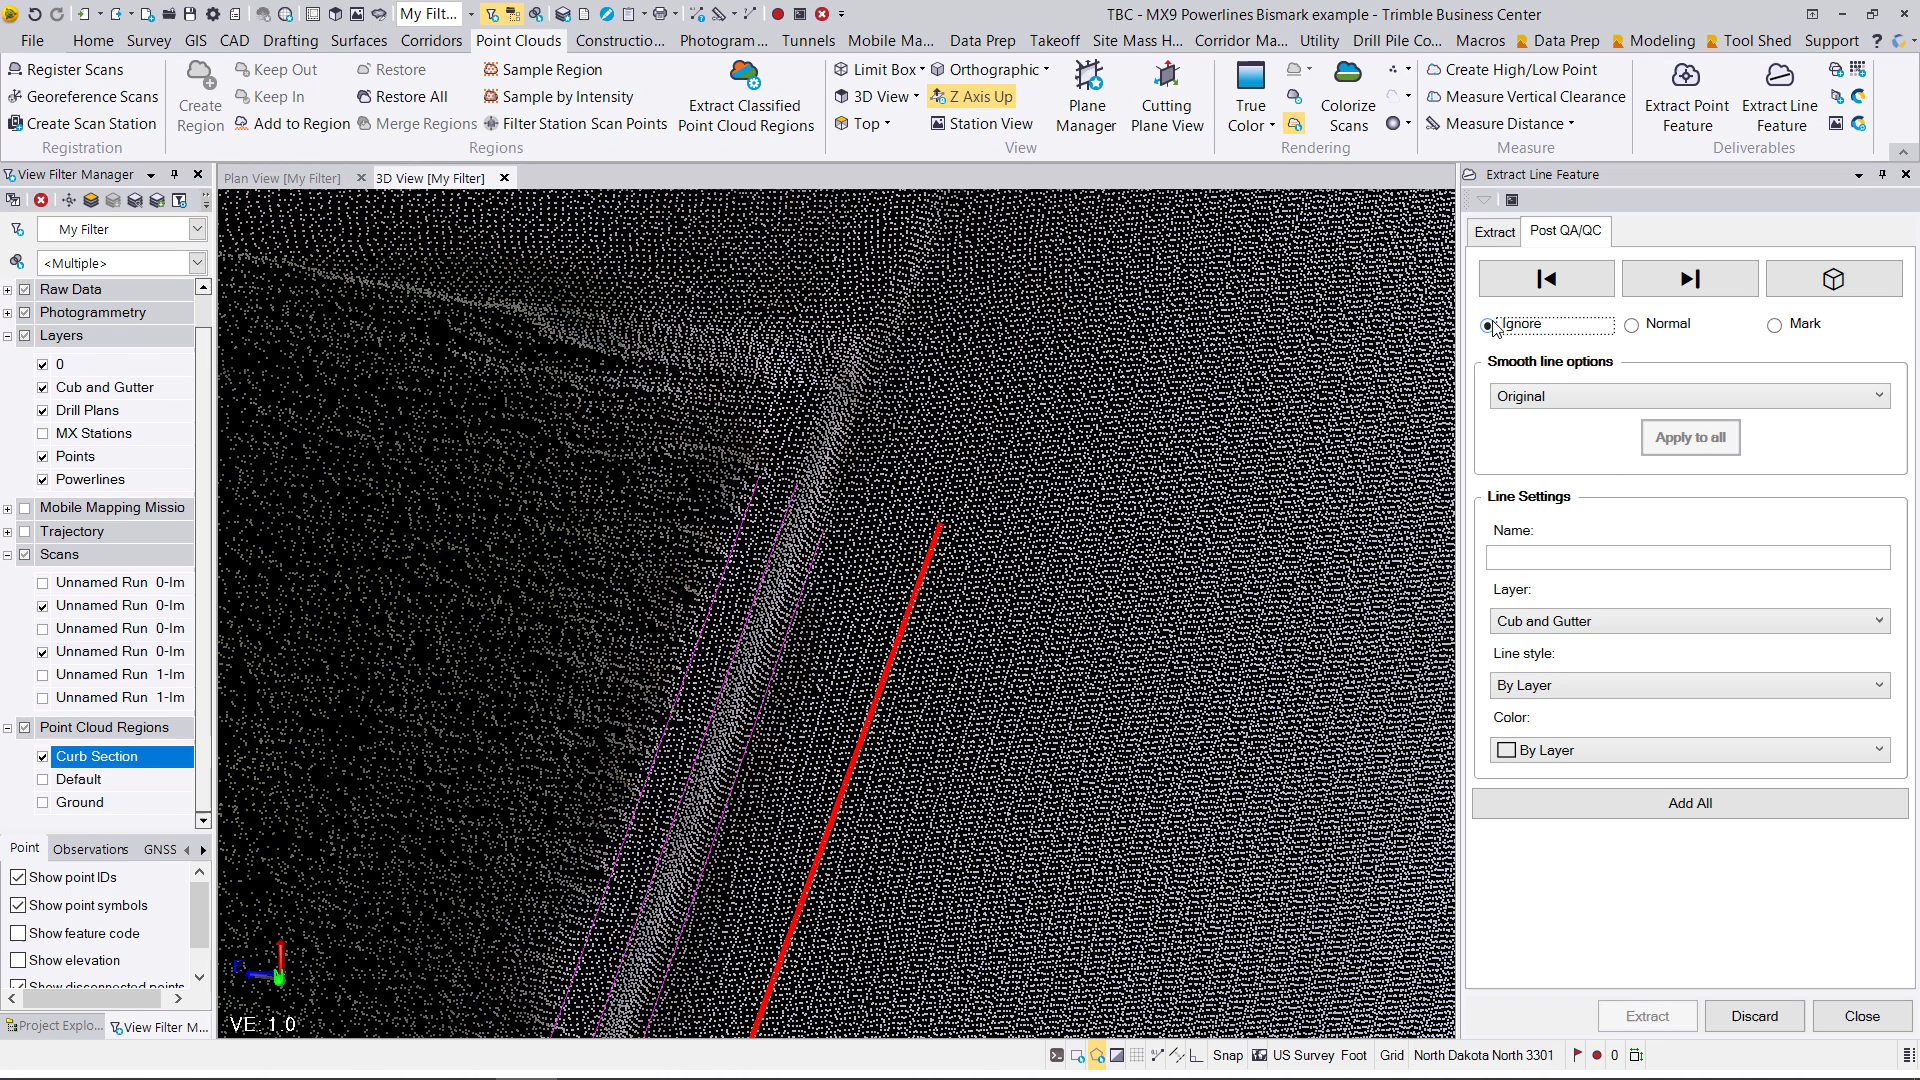 My Filt...
TBC - MX9 Powerlines Bismark example - Trimble Business Center
File Home Survey GIS CAD Drafting Surfaces Corridors Point Clouds Constructio... Photogram... Tunnels Mobile Ma... Data Prep Takeoff Site Mass H... Corridor Ma... Utility Drill Pile Co... Macros Data Prep Modeling Tool Shed Support
Register Scans
Georeference Scans
Create Scan Station
Registration
Create Region
Keep Out
Keep In
Add to Region
Restore
Restore All
Merge Regions
Sample Region
Sample by Intensity
Filter Station Scan Points
Extract Classified Point Cloud Regions
Regions
Limit Box
3D View
Top
Orthographic
Z Axis Up
Station View
Plane Manager
Cutting Plane View
View
True Color
Colorize Scans
Rendering
Create High/Low Point
Measure Vertical Clearance
Measure Distance
Measure
Extract Point Feature
Extract Line Feature
Deliverables
View Filter Manager
My Filter
<Multiple>
Raw Data
Photogrammetry
Layers
0
Cub and Gutter
Drill Plans
MX Stations
Points
Powerlines
Mobile Mapping Missio
Trajectory
Scans
Unnamed Run 0-Im
Unnamed Run 0-Im
Unnamed Run 0-Im
Unnamed Run 0-Im
Unnamed Run 1-Im
Unnamed Run 1-Im
Point Cloud Regions
Curb Section
Default
Ground
Point Observations GNSS
Show point IDs
Show point symbols
Show feature code
Show elevation
Show disconnected points
Project Explo... View Filter M...
Plan View [My Filter]
3D View [My Filter]
E
VE: 1.0
Extract Line Feature
Extract Post QA/QC
Ignore Normal Mark
Smooth line options
Original
Apply to all
Line Settings
Name:
Layer:
Cub and Gutter
Line style:
By Layer
Color:
By Layer
Add All
Extract Discard Close
Snap US Survey Foot Grid North Dakota North 3301 0